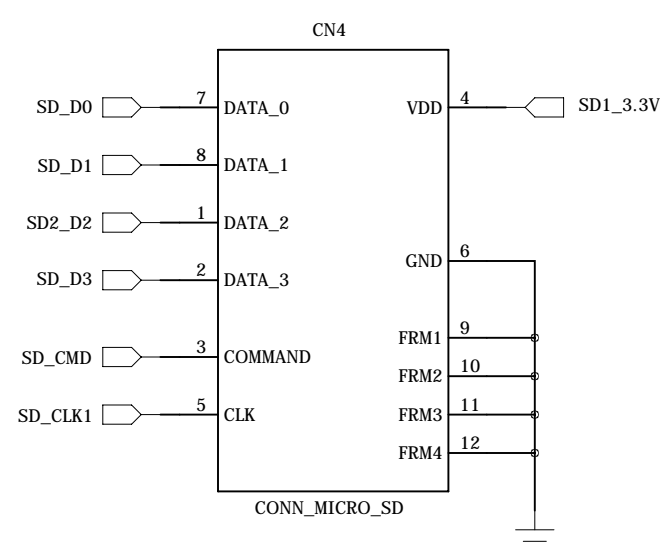 CN4
SD_D0 7 DATA_0 VDD 4 SD1_3.3V
SD_D1 8 DATA_1
SD2_D2 1 DATA_2
GND 6
SD_D3 2 DATA_3
FRM1 9
SD_CMD 3 COMMAND
FRM2 10
SD_CLK1 5 CLK FRM3 11
FRM4 12
CONN_MICRO_SD